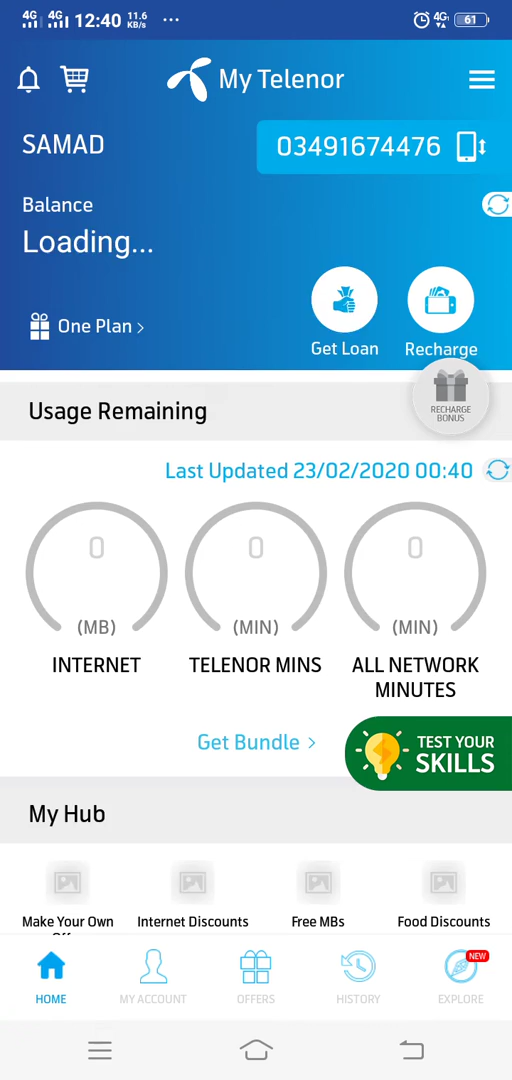 4G 4G 12:40 11.6 KB/s ... 4G 61
My Telenor
SAMAD
03491674476
Balance
Loading...
One Plan >
Get Loan
Recharge
RECHARGE
BONUS
Usage Remaining
Last Updated 23/02/2020 00:40
0 0 0
(MB) (MIN) (MIN)
INTERNET TELENOR MINS ALL NETWORK
MINUTES
Get Bundle >
TEST YOUR
SKILLS
My Hub
Make Your Own Internet Discounts Free MBs Food Discounts
NEW
HOME MY ACCOUNT OFFERS HISTORY EXPLORE